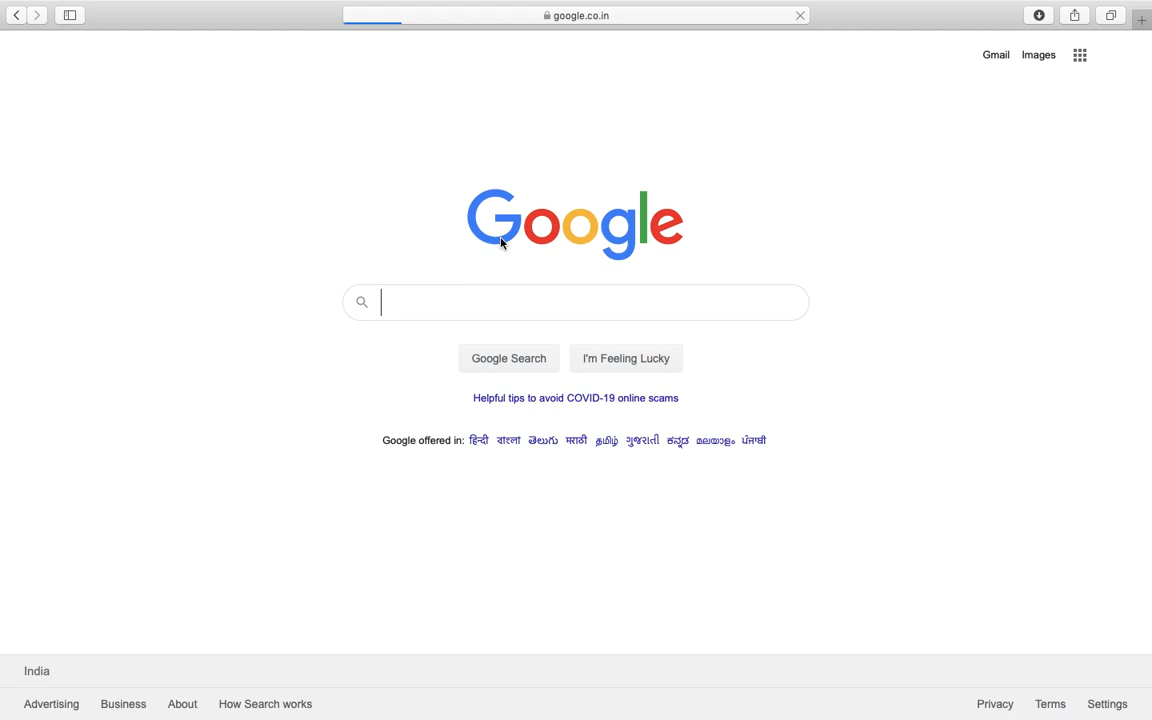 google.co.in
Gmail Images
Google
Google Search I'm Feeling Lucky
Helpful tips to avoid COVID-19 online scams
Google offered in: हिन्दी বাংলা తెలుగు मराठी தமிழ் ગુજરાતી ಕನ್ನಡ മലയാളം ਪੰਜਾਬੀ
India
Advertising Business About How Search works Privacy Terms Settings